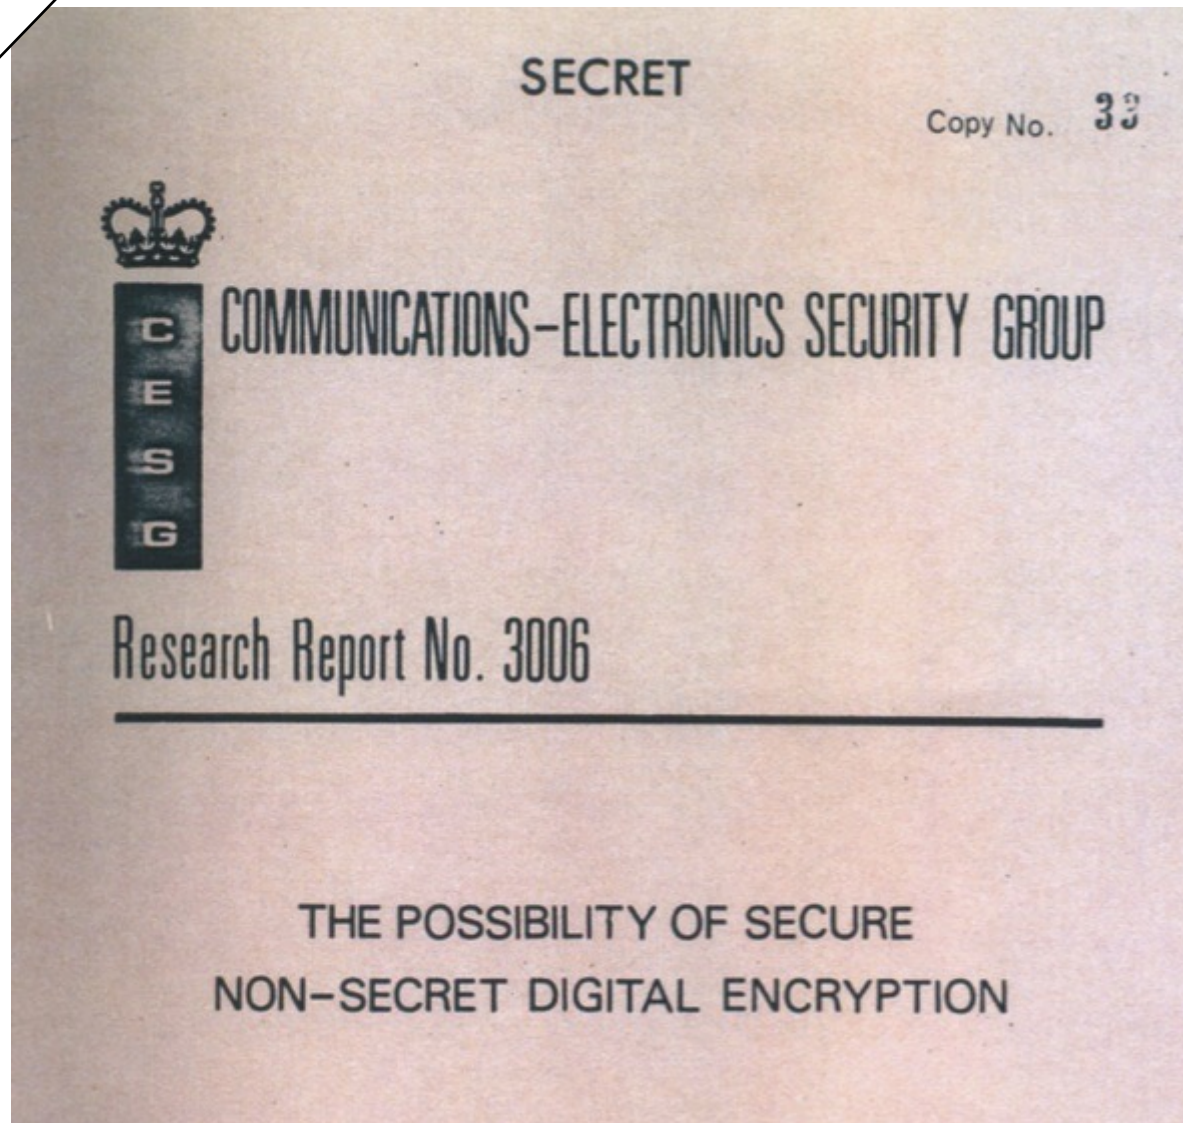 SECRET
Copy No. 33
C
E
S
G
COMMUNICATIONS-ELECTRONICS SECURITY GROUP
Research Report No. 3006
THE POSSIBILITY OF SECURE
NON-SECRET DIGITAL ENCRYPTION